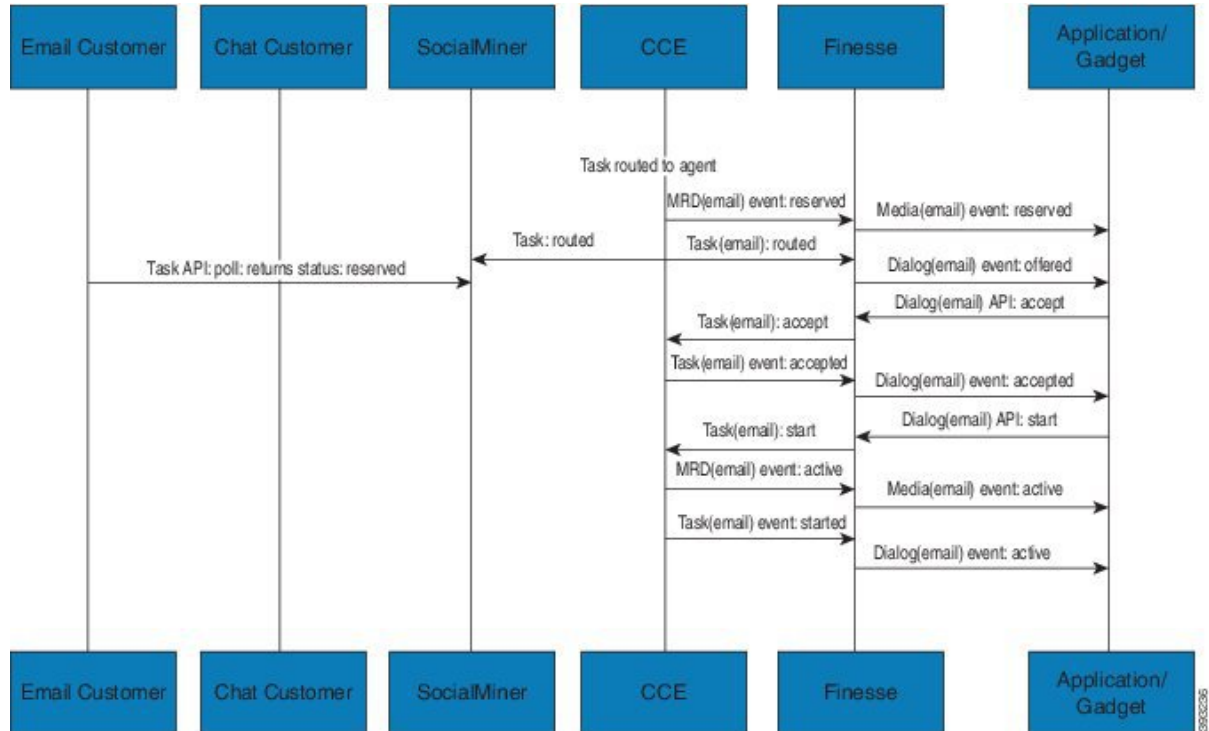 Email Customer
Chat Customer
SocialMiner
CCE
Finesse
Application/
Gadget
Task routed to agent
MRD(email) event: reserved
Media(email) event: reserved
Task: routed
Task(email): routed
Task API: poll: returns status: reserved
Dialog(email) event: offered
Dialog(email) API: accept
Task(email): accept
Task(email) event: accepted
Dialog(email) event: accepted
Dialog(email) API: start
Task(email): start
MRD(email) event: active
Media(email) event: active
Task(email) event: started
Dialog(email) event: active
Email Customer
Chat Customer
SocialMiner
CCE
Finesse
Application/
Gadget
393236